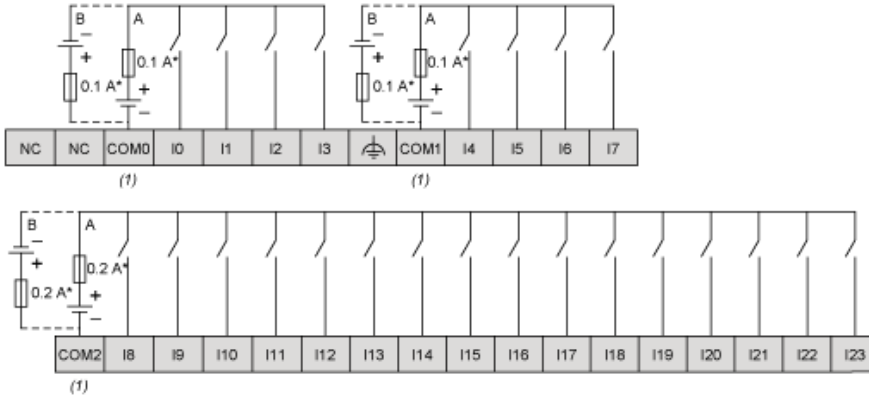 B A B A
− −
+ +
0.1 A* 0.1 A*
0.1 A* + 0.1 A* +
− −
NC NC COM0 I0 I1 I2 I3 COM1 I4 I5 I6 I7
(1) (1)
B A
−
+ 0.2 A*
0.2 A* +
−
COM2 I8 I9 I10 I11 I12 I13 I14 I15 I16 I17 I18 I19 I20 I21 I22 I23
(1)